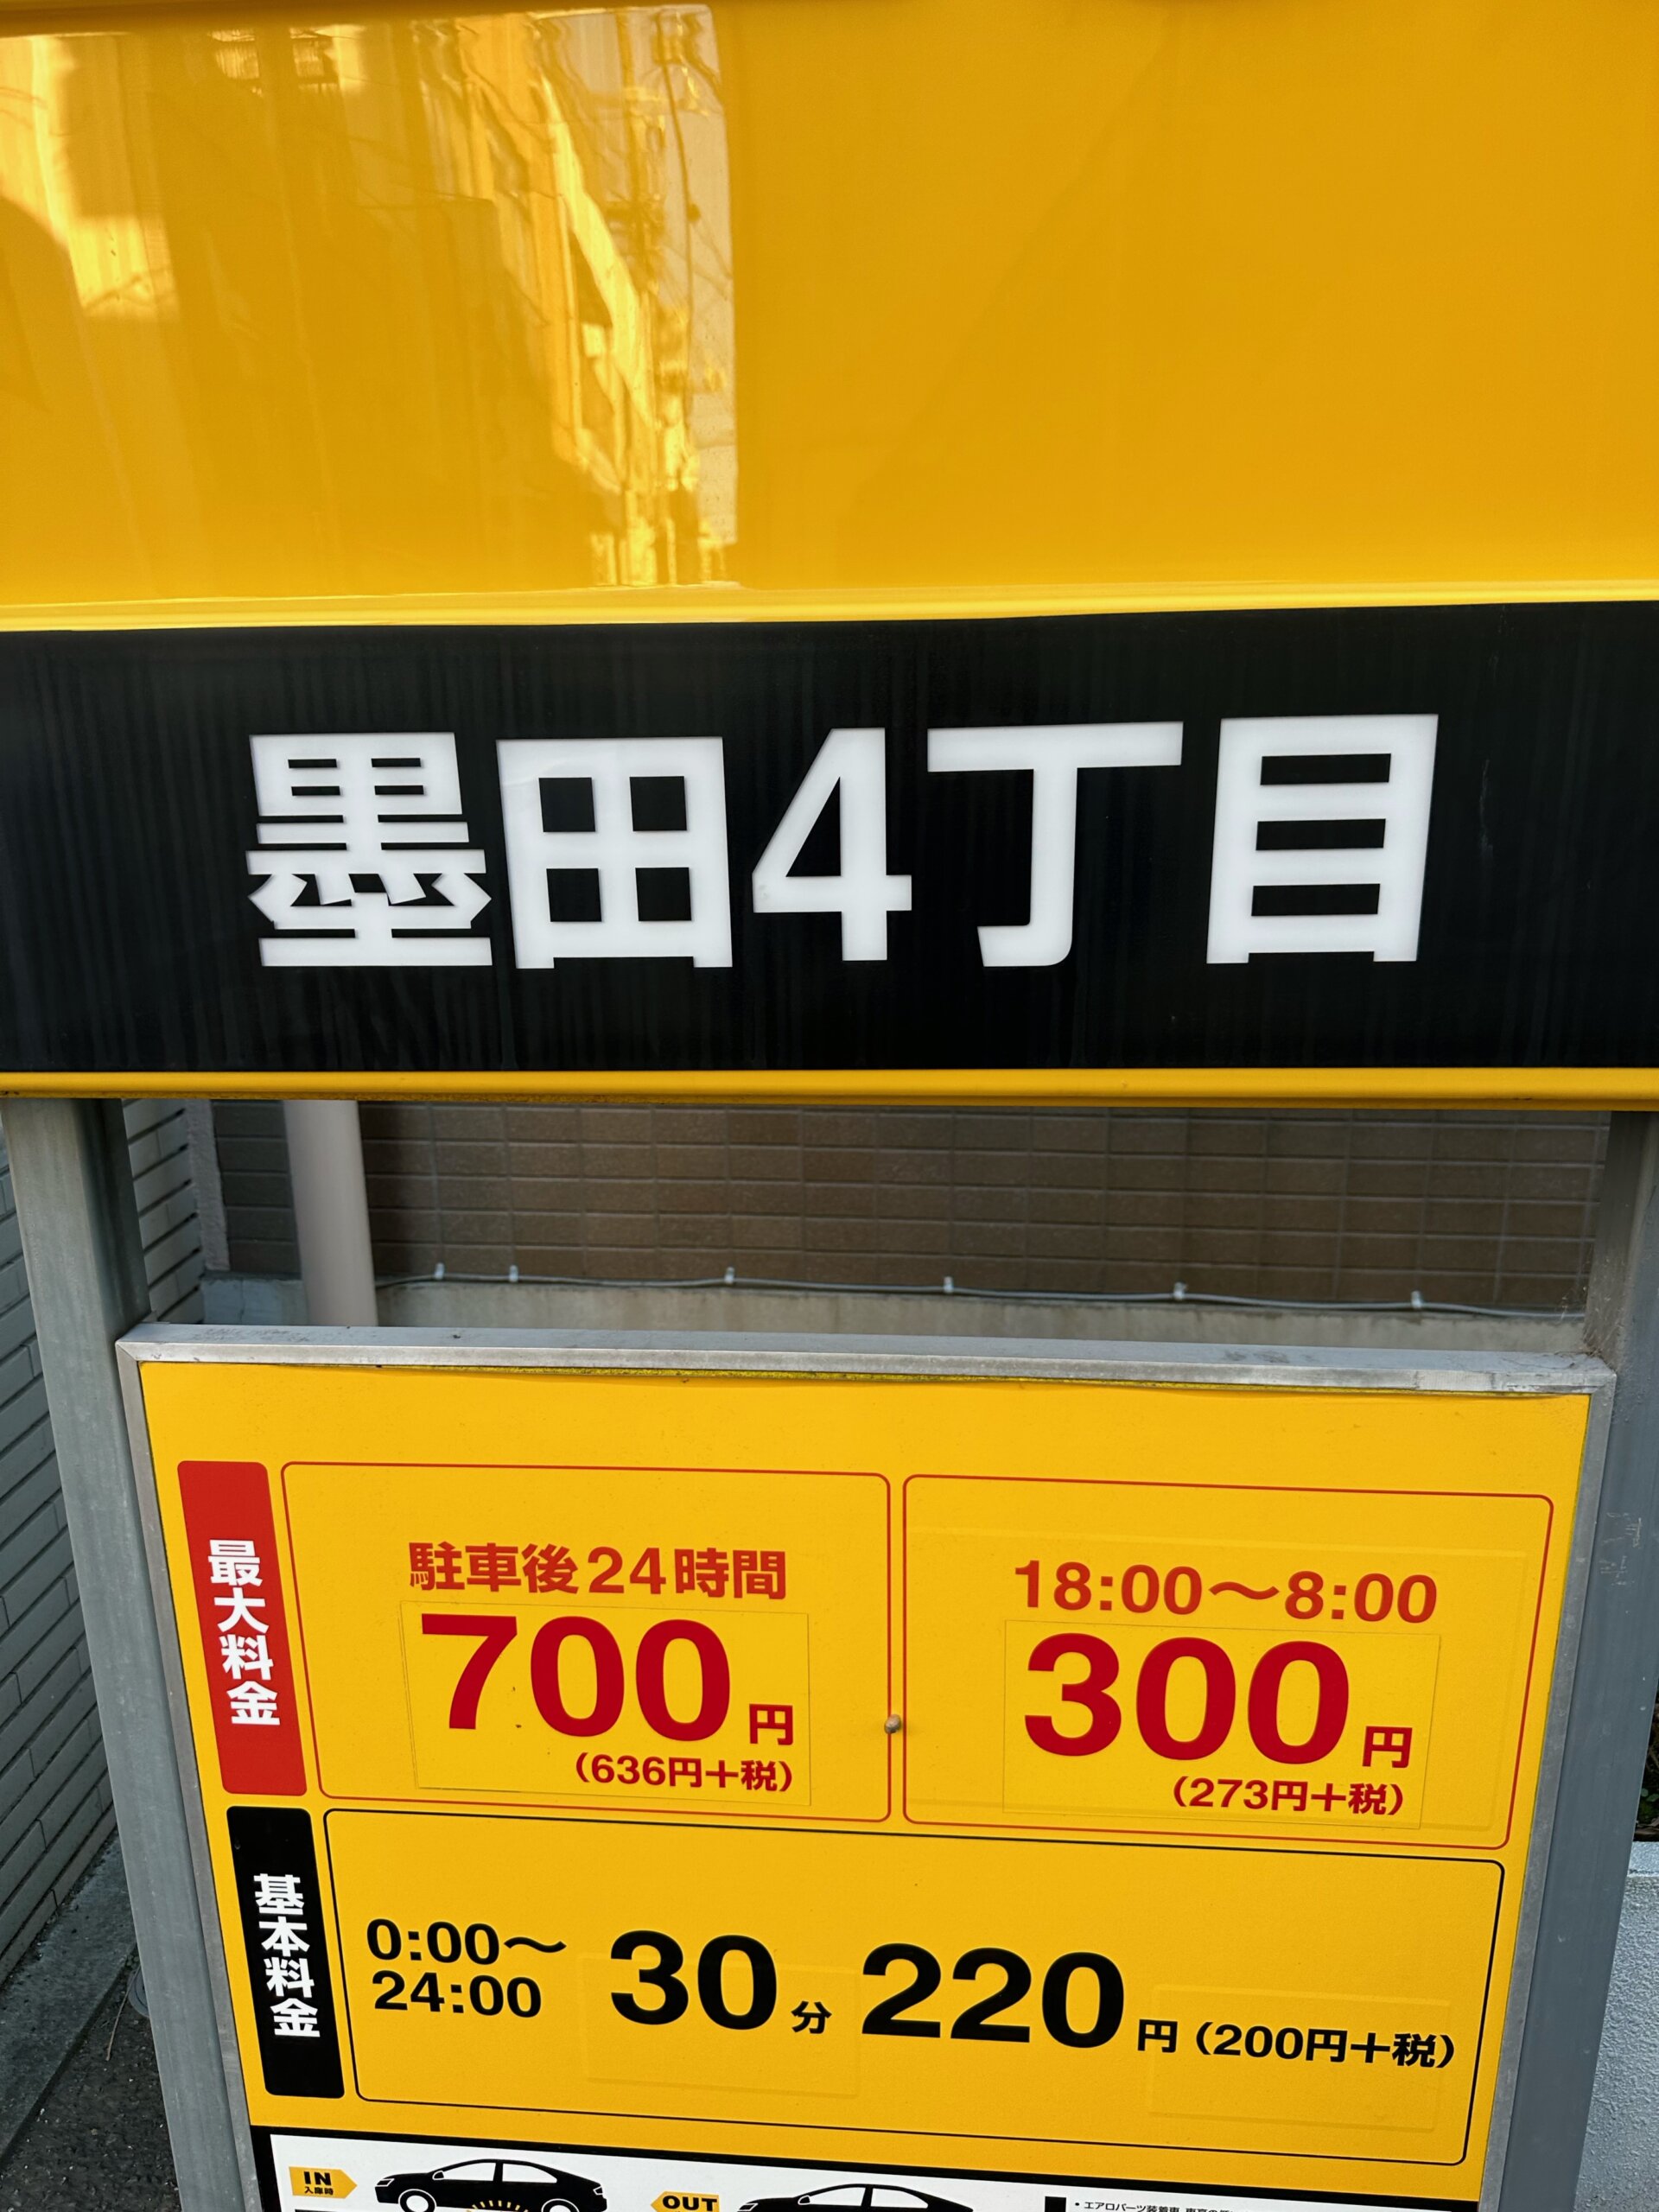 墨田4丁目
最大料金
駐車後24時間
700円
(636円+税)
18:00〜8:00
300円
(273円+税)
基本料金
0:00〜
24:00
30分 220円(200円+税)
IN
入庫時
OUT